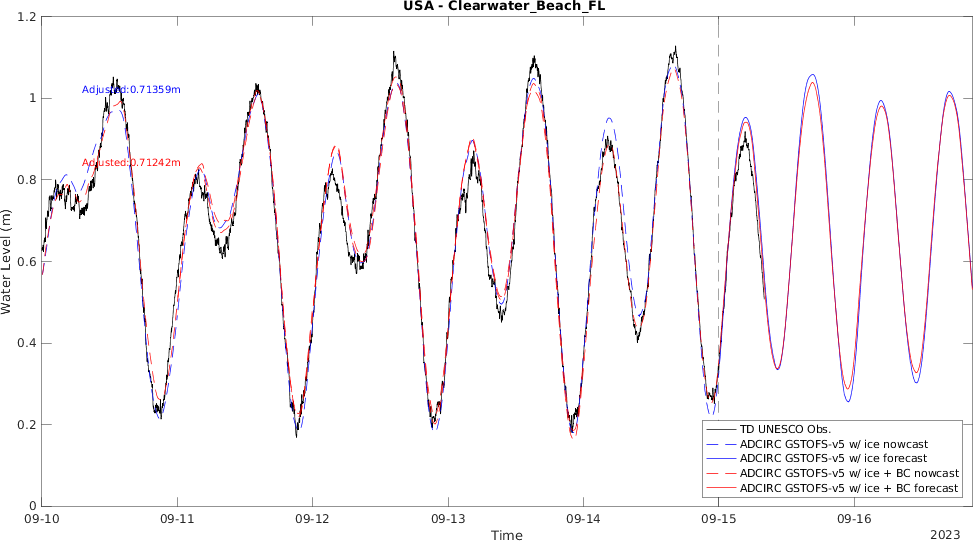 USA - Clearwater_Beach_FL
1.2
1
0.8
0.6
0.4
0.2
0
Water Level (m)
Adjusted:0.71359m
Adjusted:0.71242m
TD UNESCO Obs.
ADCIRC GSTOFS-v5 w/ ice nowcast
ADCIRC GSTOFS-v5 w/ ice forecast
ADCIRC GSTOFS-v5 w/ ice + BC nowcast
ADCIRC GSTOFS-v5 w/ ice + BC forecast
09-10 09-11 09-12 09-13 09-14 09-15 09-16
Time
2023